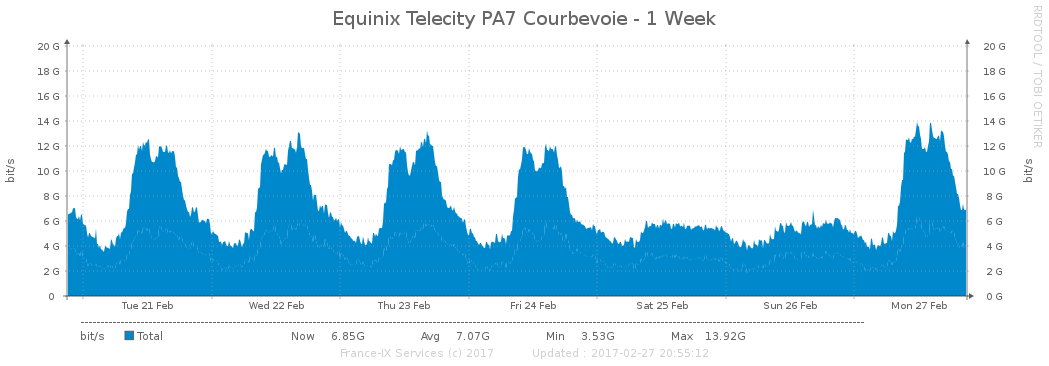 Equinix Telecity PA7 Courbevoie - 1 Week
RRDTOOL / TOBI OETIKER
20 G 20 G
18 G 18 G
16 G 16 G
14 G 14 G
12 G 12 G
10 G 10 G
8 G 8 G
6 G 6 G
4 G 4 G
2 G 2 G
0 0 G
bit/s bit/s
Tue 21 Feb Wed 22 Feb Thu 23 Feb Fri 24 Feb Sat 25 Feb Sun 26 Feb Mon 27 Feb
bit/s Total Now 6.85G Avg 7.07G Min 3.53G Max 13.92G
France-IX Services (c) 2017 Updated : 2017-02-27 20:55:12